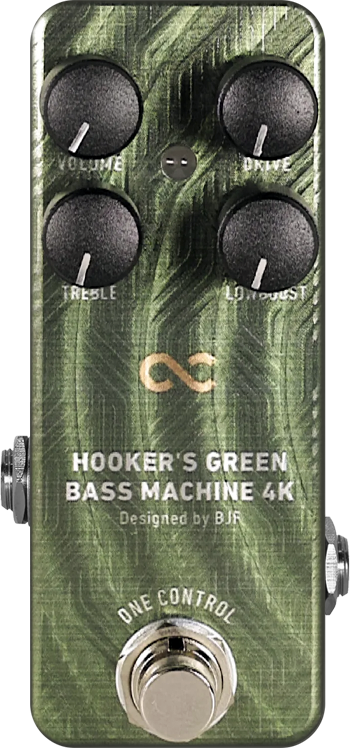 VOLUME
DRIVE
TREBLE
LOWBOOST
HOOKER'S GREEN
BASS MACHINE 4K
Designed by BJF
ONE CONTROL